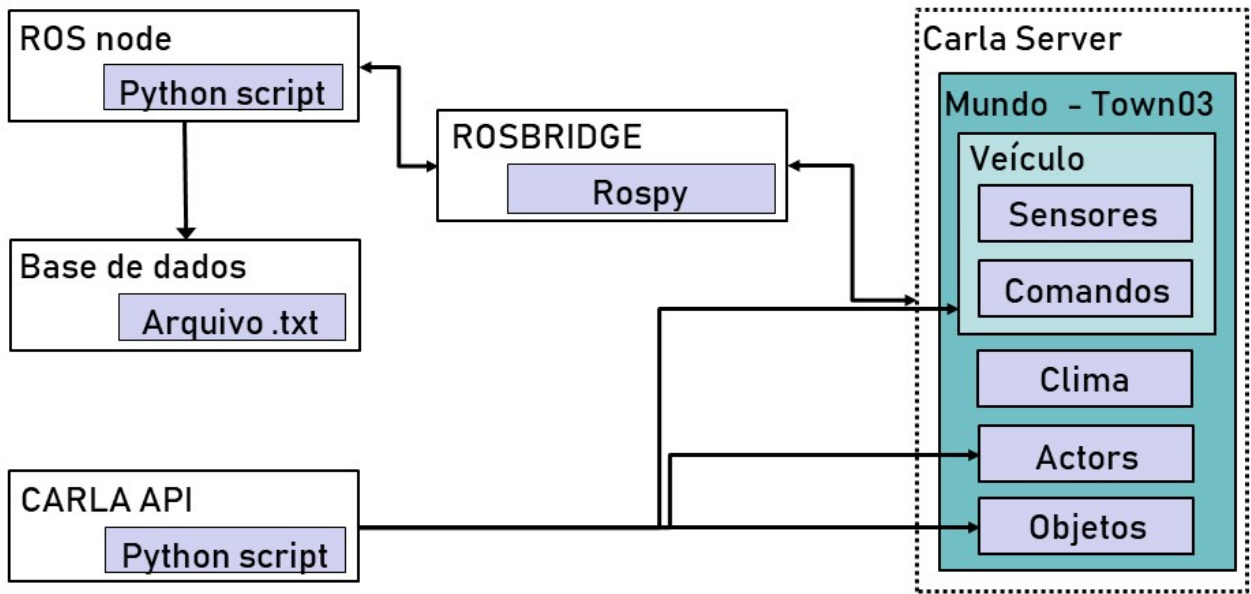 ROS node
Python script
Base de dados
Arquivo .txt
ROSBRIDGE
Rospy
CARLA API
Python script
Carla Server
Mundo - Town03
Veículo
Sensores
Comandos
Clima
Actors
Objetos